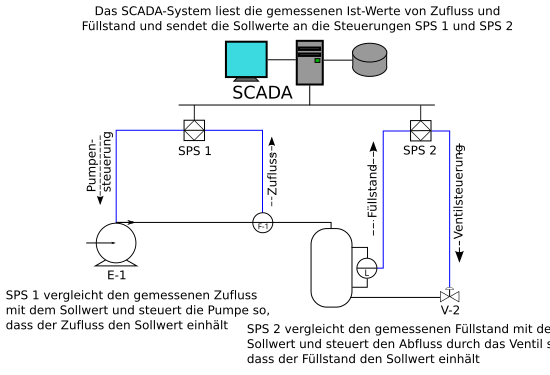 Das SCADA-System liest die gemessenen Ist-Werte von Zufluss und
Füllstand und sendet die Sollwerte an die Steuerungen SPS 1 und SPS 2
SCADA
SPS 1
SPS 2
Pumpen-
steuerung
Zufluss
Füllstand
Ventilsteuerung
F-1
L
E-1
V-2
SPS 1 vergleicht den gemessenen Zufluss
mit dem Sollwert und steuert die Pumpe so,
dass der Zufluss den Sollwert einhält
SPS 2 vergleicht den gemessenen Füllstand mit de
Sollwert und steuert den Abfluss durch das Ventil s
dass der Füllstand den Sollwert einhält